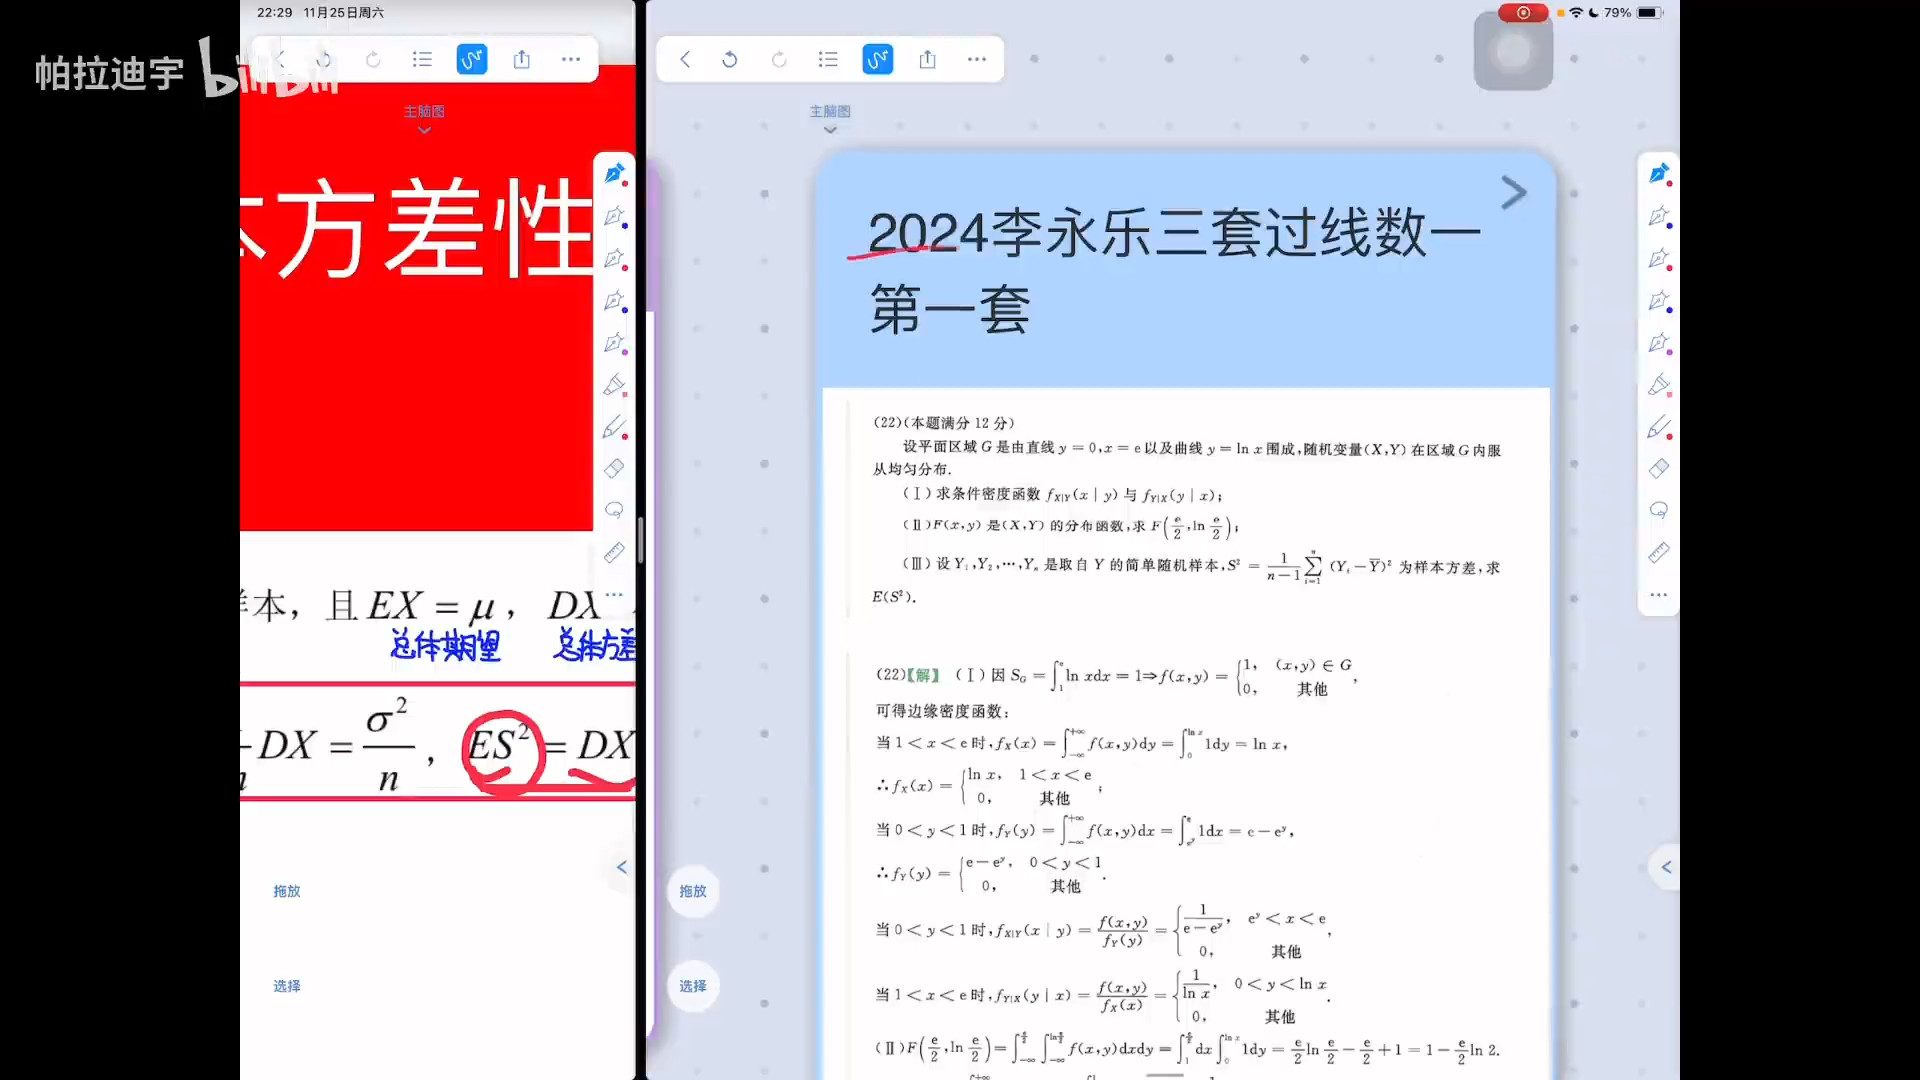 22:29 11月25日周六
79%
帕拉迪宇 bilibili
主脑图
本方差性
样本，且 EX = μ， DX
总体期望 总体方差
DX = σ²/n ， ES² = DX
拖放
选择
主脑图
2024李永乐三套过线数一
第一套
(22)(本题满分 12 分)
设平面区域 G 是由直线 y = 0,x = e 以及曲线 y = ln x 围成,随机变量(X,Y) 在区域 G 内服
从均匀分布.
(Ⅰ) 求条件密度函数 f_{X|Y}(x | y) 与 f_{Y|X}(y | x);
(Ⅱ) F(x,y) 是(X,Y) 的分布函数,求 F(e/2, ln e/2);
(Ⅲ) 设 Y₁,Y₂,⋯,Yₙ 是取自 Y 的简单随机样本,S² = 1/(n−1) ∑_{i=1}^{n} (Yᵢ − Ȳ)² 为样本方差,求
E(S²).
(22)【解】 (Ⅰ) 因 S_G = ∫₁^e ln xdx = 1⇒f(x,y) = {1, (x,y) ∈ G
0, 其他,
可得边缘密度函数:
当 1 < x < e 时,f_X(x) = ∫_{−∞}^{+∞} f(x,y)dy = ∫₀^{ln x} 1dy = ln x,
∴ f_X(x) = {ln x, 1 < x < e
0, 其他;
当 0 < y < 1 时,f_Y(y) = ∫_{−∞}^{+∞} f(x,y)dx = ∫_{e^y}^{e} 1dx = e − e^y,
∴ f_Y(y) = {e − e^y, 0 < y < 1
0, 其他.
当 0 < y < 1 时,f_{X|Y}(x | y) = f(x,y)/f_Y(y) = {1/(e − e^y), e^y < x < e
0, 其他,
当 1 < x < e 时,f_{Y|X}(y | x) = f(x,y)/f_X(x) = {1/ln x, 0 < y < ln x
0, 其他.
(Ⅱ) F(e/2, ln e/2) = ∫_{−∞}^{e/2} ∫_{−∞}^{ln e/2} f(x,y)dxdy = ∫₁^{e/2} dx ∫₀^{ln x} 1dy = e/2 ln e/2 − e/2 + 1 = 1 − e/2 ln 2.
拖放
选择